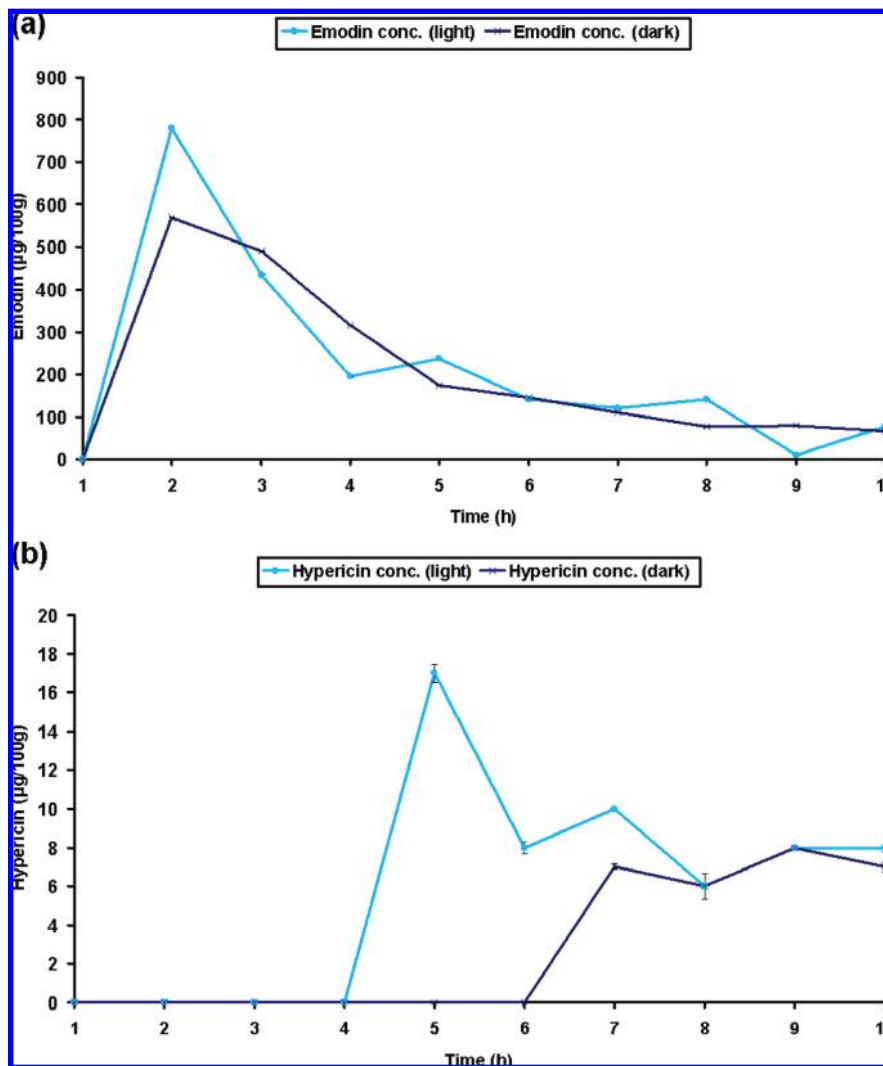 (a)
Emodin conc. (light) Emodin conc. (dark)
900
800
700
600
500
400
300
200
100
0
Emodin (µg/100g)
1 2 3 4 5 6 7 8 9 1
Time (h)
(b)
Hypericin conc. (light) Hypericin conc. (dark)
20
18
16
14
12
10
8
6
4
2
0
Hypericin (µg/100g)
1 2 3 4 5 6 7 8 9 1
Time (h)